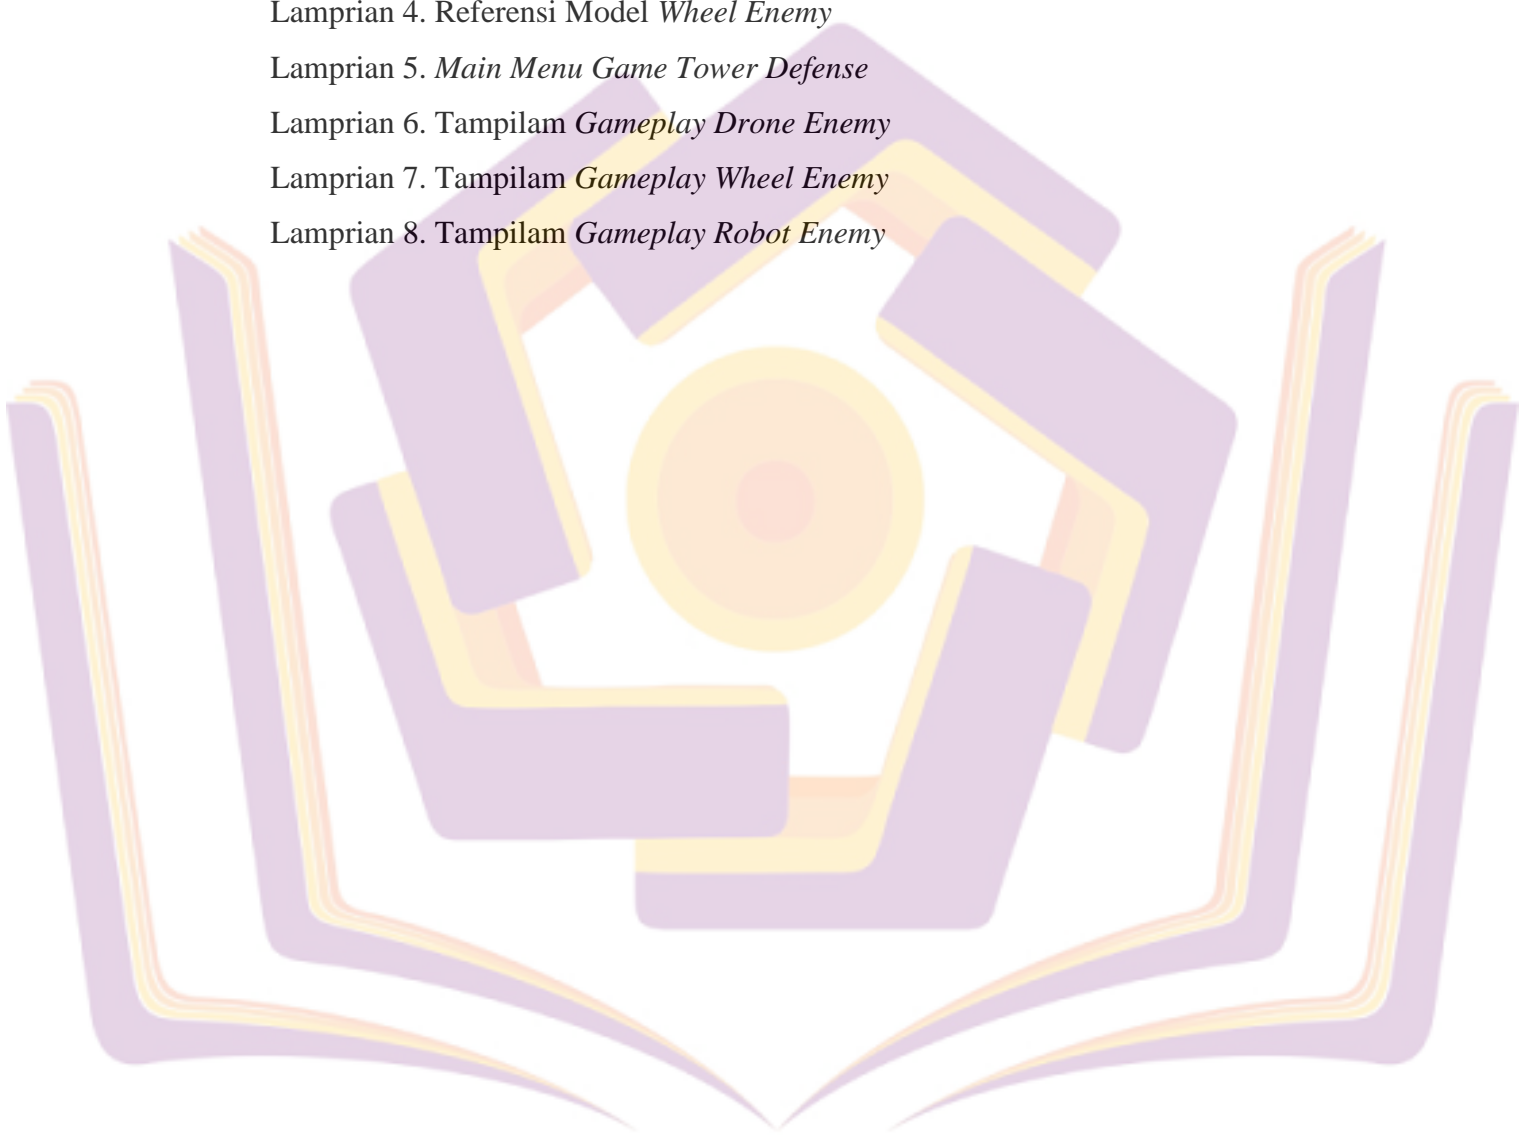 Lamprian 4. Referensi Model Wheel Enemy
Lamprian 5. Main Menu Game Tower Defense
Lamprian 6. Tampilam Gameplay Drone Enemy
Lamprian 7. Tampilam Gameplay Wheel Enemy
Lamprian 8. Tampilam Gameplay Robot Enemy